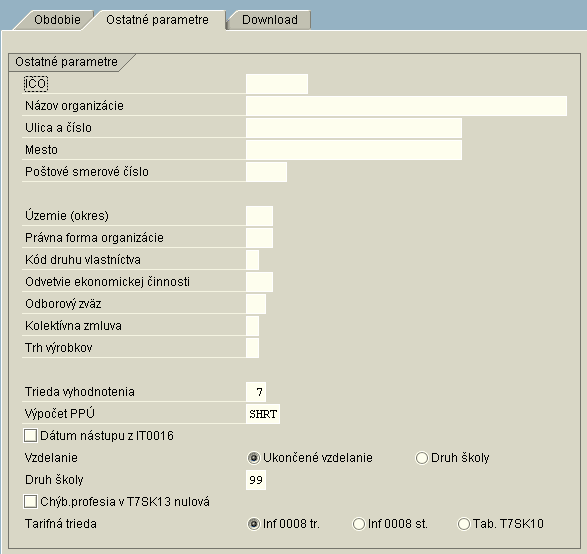 Obdobie Ostatné parametre Download
Ostatné parametre
IČO
Názov organizácie
Ulica a číslo
Mesto
Poštové smerové číslo
Územie (okres)
Právna forma organizácie
Kód druhu vlastníctva
Odvetvie ekonomickej činnosti
Odborový zväz
Kolektívna zmluva
Trh výrobkov
Trieda vyhodnotenia 7
Výpočet PPÚ SHRT
Dátum nástupu z IT0016
Vzdelanie Ukončené vzdelanie Druh školy
Druh školy 99
Chýb.profesia v T7SK13 nulová
Tarifná trieda Inf 0008 tr. Inf 0008 st. Tab. T7SK10